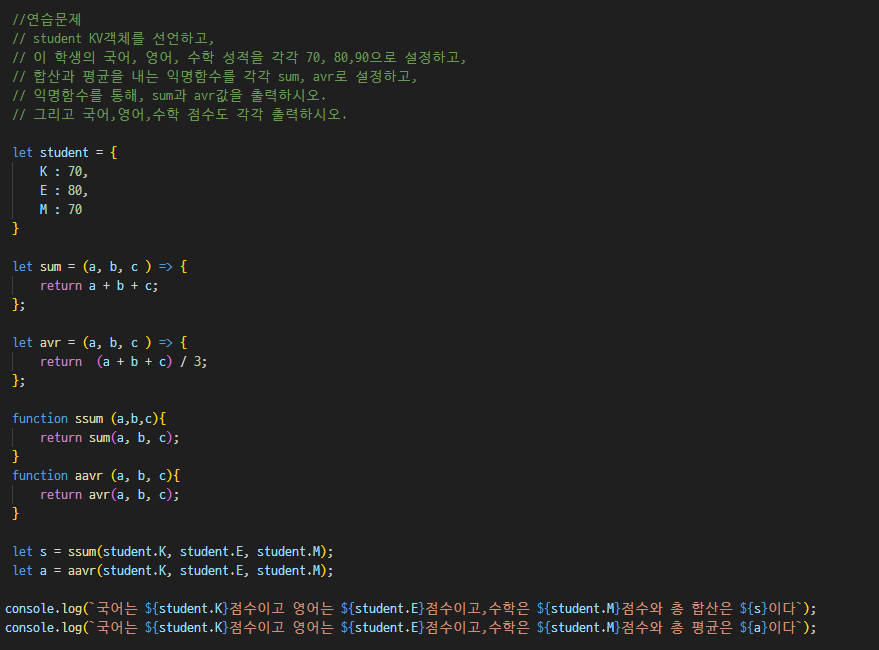 //연습문제
// student KV객체를 선언하고,
// 이 학생의 국어, 영어, 수학 성적을 각각 70, 80,90으로 설정하고,
// 합산과 평균을 내는 익명함수를 각각 sum, avr로 설정하고,
// 익명함수를 통해, sum과 avr값을 출력하시오.
// 그리고 국어,영어,수학 점수도 각각 출력하시오.
let student = {
K : 70,
E : 80,
M : 70
}
let sum = (a, b, c ) => {
return a + b + c;
};
let avr = (a, b, c ) => {
return  (a + b + c) / 3;
};
function ssum (a,b,c){
return sum(a, b, c);
}
function aavr (a, b, c){
return avr(a, b, c);
}
let s = ssum(student.K, student.E, student.M);
let a = aavr(student.K, student.E, student.M);
console.log(`국어는 ${student.K}점수이고 영어는 ${student.E}점수이고,수학은 ${student.M}점수와 총 합산은 ${s}이다`);
console.log(`국어는 ${student.K}점수이고 영어는 ${student.E}점수이고,수학은 ${student.M}점수와 총 평균은 ${a}이다`);